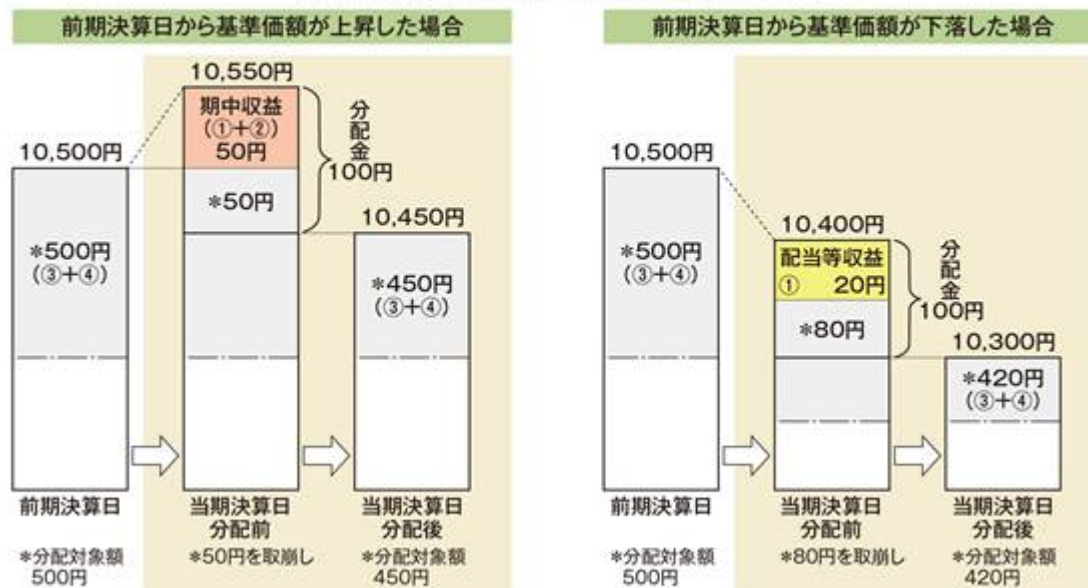 前期決算日から基準価額が上昇した場合
10,550円
期中収益
(①+②)
50円
分配金
100円
10,500円
*50円
10,450円
*500円
(③+④)
*450円
(③+④)
前期決算日
当期決算日
分配前
当期決算日
分配後
*分配対象額
500円
*50円を取崩し
*分配対象額
450円
前期決算日から基準価額が下落した場合
10,500円
10,400円
配当等収益
① 20円
分配金
100円
*500円
(③+④)
*80円
10,300円
*420円
(③+④)
前期決算日
当期決算日
分配前
当期決算日
分配後
*分配対象額
500円
*80円を取崩し
*分配対象額
420円